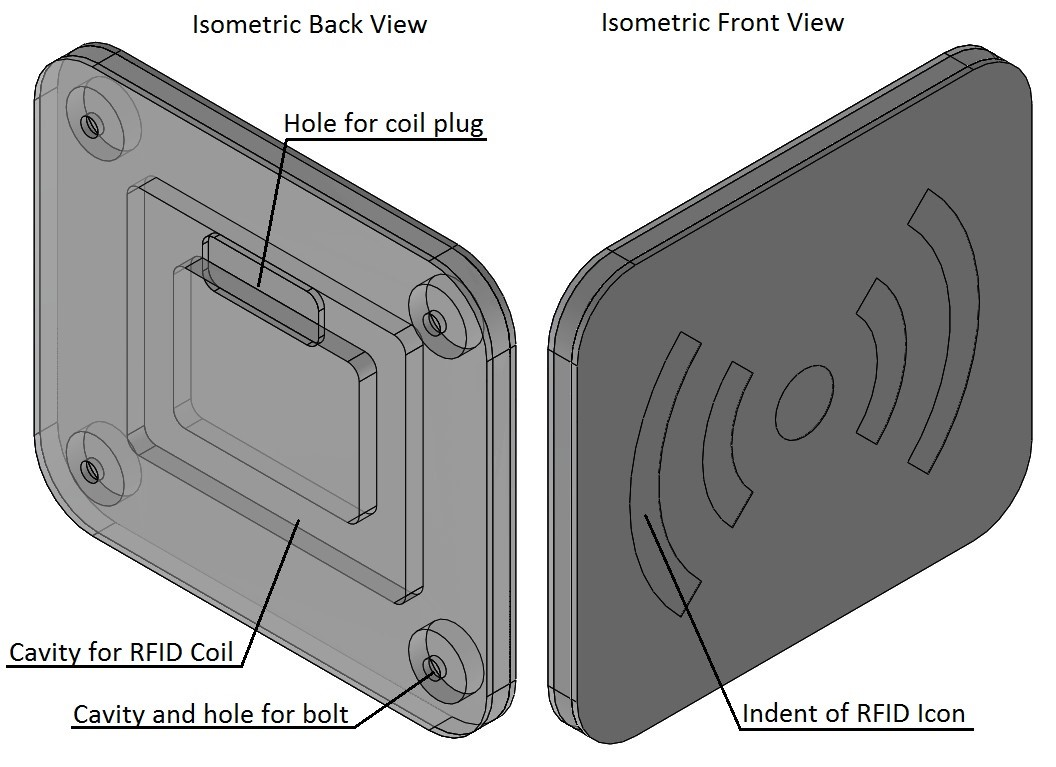 Isometric Back View
Isometric Front View
Hole for coil plug
Cavity for RFID Coil
Cavity and hole for bolt
Indent of RFID Icon